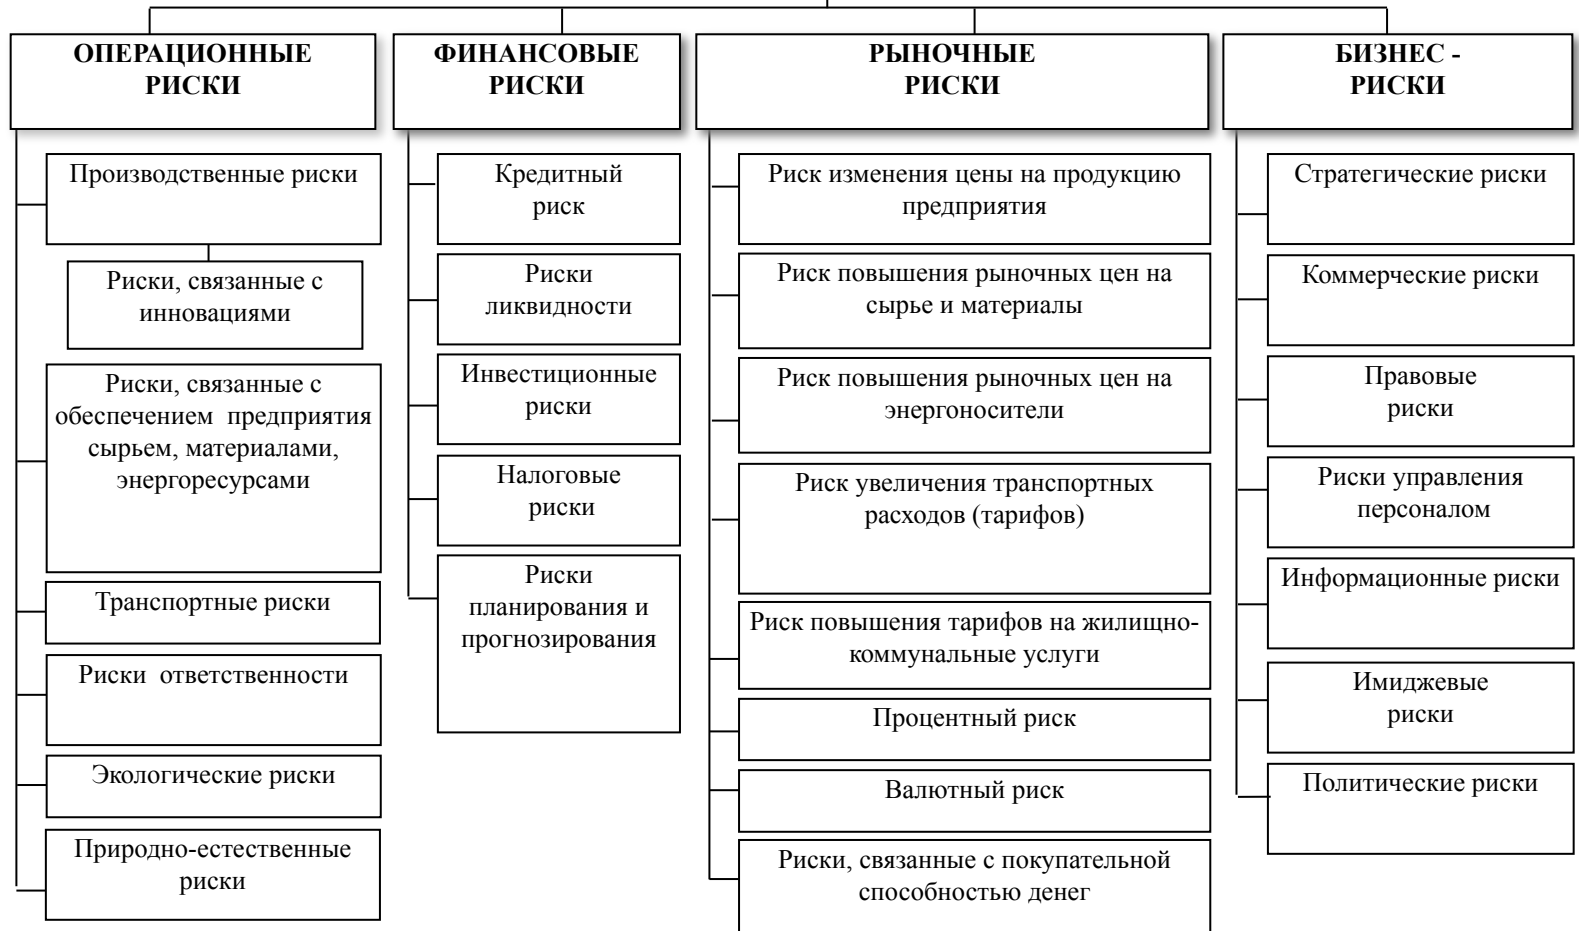 ОПЕРАЦИОННЫЕ
РИСКИ
Производственные риски
Риски, связанные с
инновациями
Риски, связанные с
обеспечением предприятия
сырьем, материалами,
энергоресурсами
Транспортные риски
Риски ответственности
Экологические риски
Природно-естественные
риски
ФИНАНСОВЫЕ
РИСКИ
Кредитный
риск
Риски
ликвидности
Инвестиционные
риски
Налоговые
риски
Риски
планирования и
прогнозирования
РЫНОЧНЫЕ
РИСКИ
Риск изменения цены на продукцию
предприятия
Риск повышения рыночных цен на
сырье и материалы
Риск повышения рыночных цен на
энергоносители
Риск увеличения транспортных
расходов (тарифов)
Риск повышения тарифов на жилищно-
коммунальные услуги
Процентный риск
Валютный риск
Риски, связанные с покупательной
способностью денег
БИЗНЕС -
РИСКИ
Стратегические риски
Коммерческие риски
Правовые
риски
Риски управления
персоналом
Информационные риски
Имиджевые
риски
Политические риски